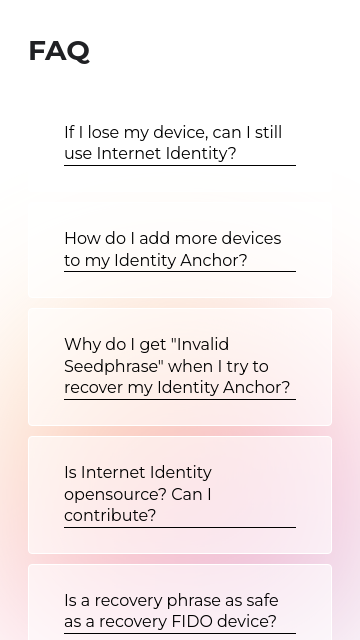 FAQ
If I lose my device, can I still
use Internet Identity?
How do I add more devices
to my Identity Anchor?
Why do I get "Invalid
Seedphrase" when I try to
recover my Identity Anchor?
Is Internet Identity
opensource? Can I
contribute?
Is a recovery phrase as safe
as a recovery FIDO device?